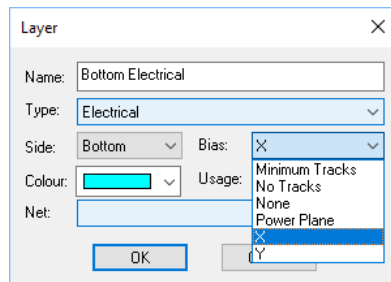 Layer
Name: Bottom Electrical
Type: Electrical
Side: Bottom Bias: X
Minimum Tracks
Colour: Usage: No Tracks
None
Net: Power Plane
X
OK Y